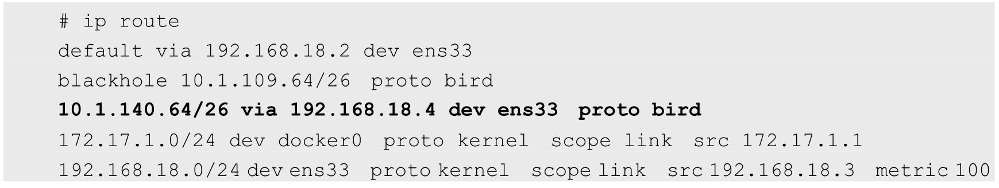 # ip route
default via 192.168.18.2 dev ens33
blackhole 10.1.109.64/26 proto bird
10.1.140.64/26 via 192.168.18.4 dev ens33 proto bird
172.17.1.0/24 dev docker0 proto kernel scope link src 172.17.1.1
192.168.18.0/24 dev ens33 proto kernel scope link src 192.168.18.3 metric 100